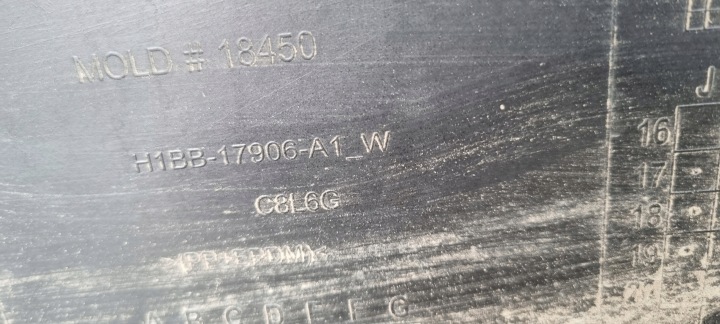 MOLD # 18450
J
H1BB-17906-A1_W
16
17
C8L6G
18
19
A B C D E F G